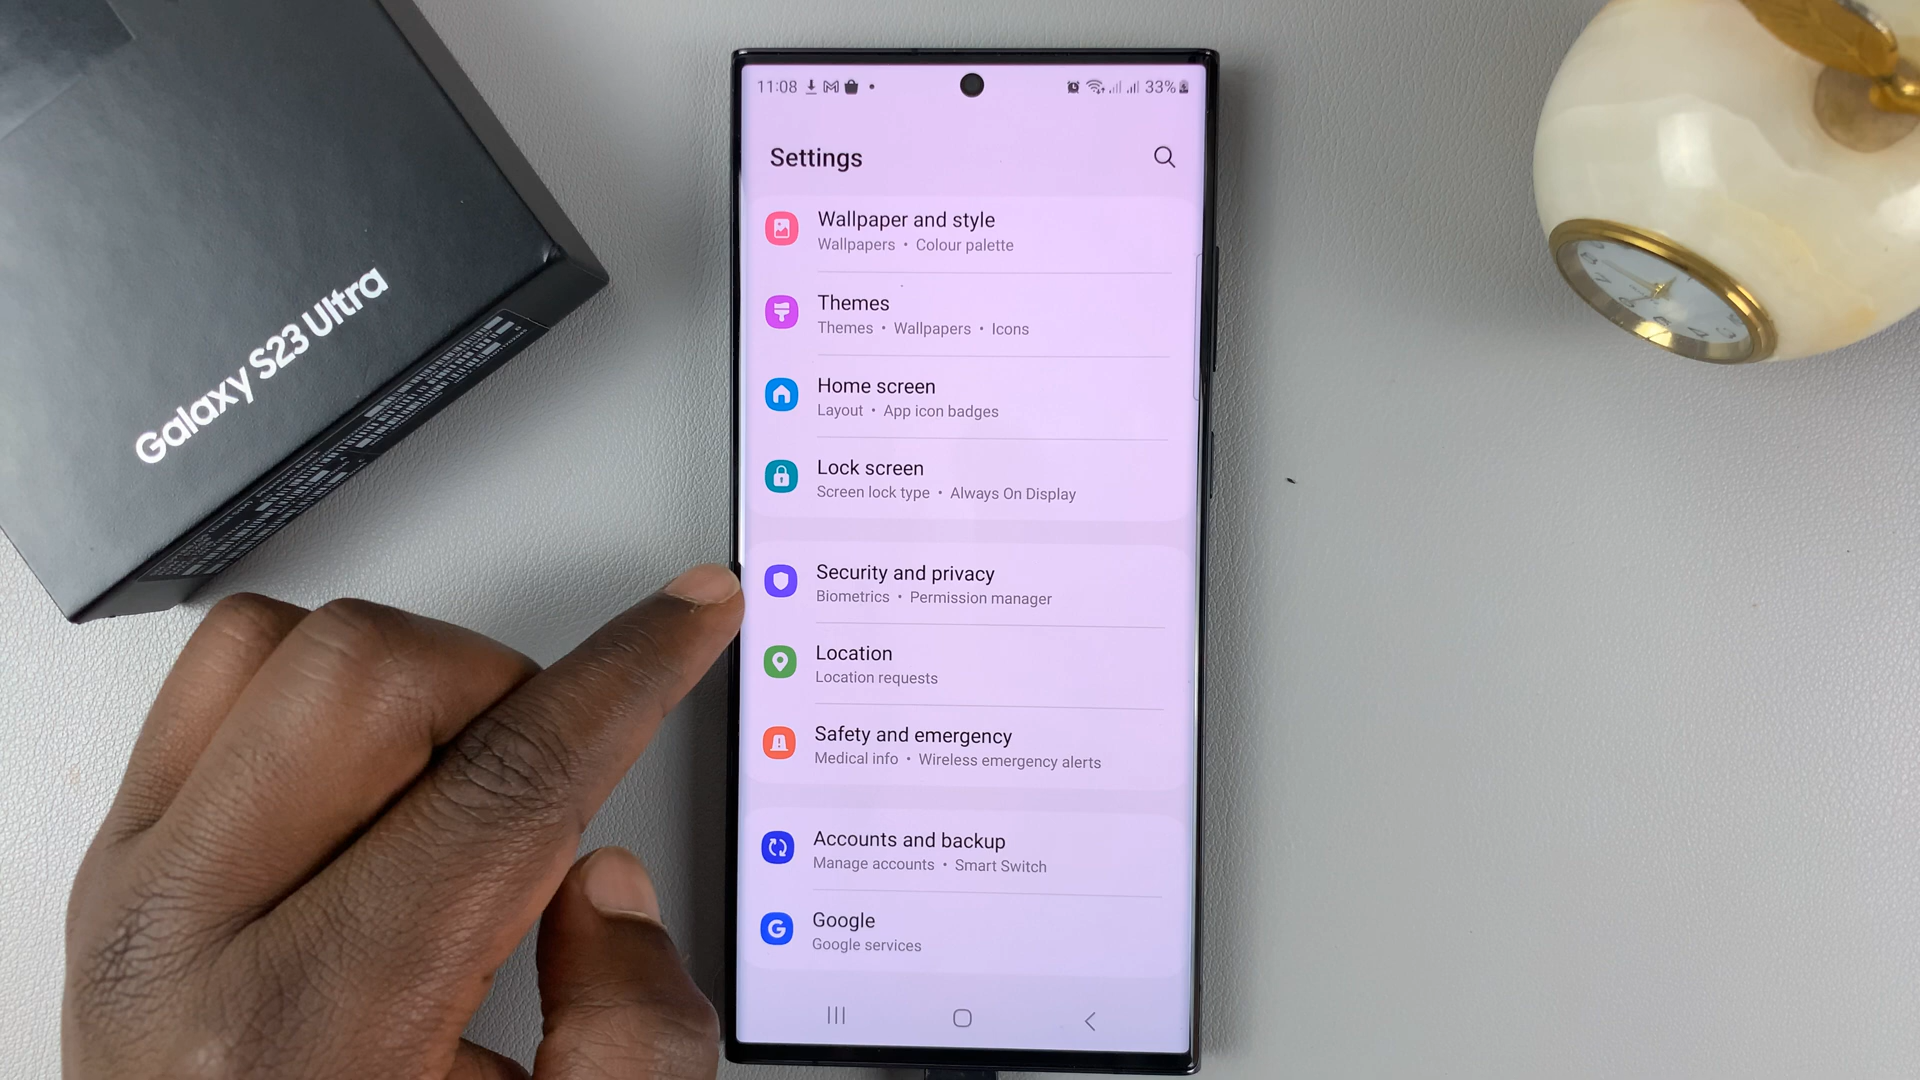 Galaxy S23 Ultra
11:08
33%
Settings
Wallpaper and style
Wallpapers • Colour palette
Themes
Themes • Wallpapers • Icons
Home screen
Layout • App icon badges
Lock screen
Screen lock type • Always On Display
Security and privacy
Biometrics • Permission manager
Location
Location requests
Safety and emergency
Medical info • Wireless emergency alerts
Accounts and backup
Manage accounts • Smart Switch
Google
Google services